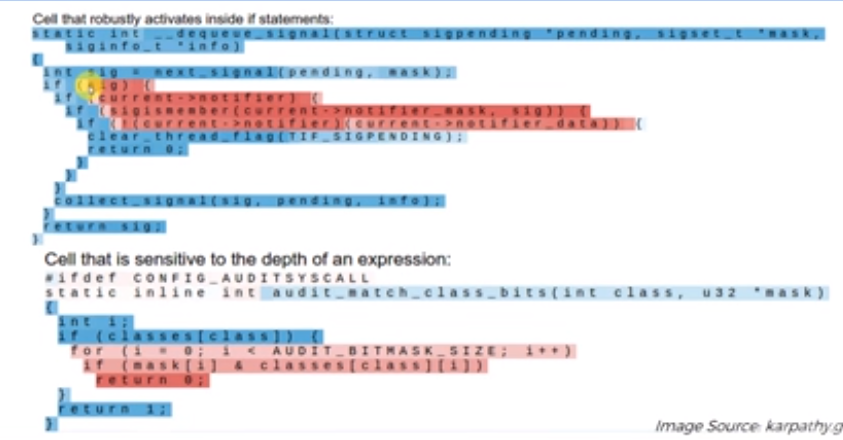 Cell that robustly activates inside if statements:
static int __dequeue_signal(struct sigpending *pending, sigset_t *mask,
siginfo_t *info)
{
int sig = next_signal(pending, mask);
if (sig) {
if (current->notifier) {
if (sigismember(current->notifier_mask, sig)) {
if (!(current->notifier)(current->notifier_data)) {
clear_thread_flag(TIF_SIGPENDING);
return 0;
}
}
}
collect_signal(sig, pending, info);
}
return sig;
}
Cell that is sensitive to the depth of an expression:
#ifdef CONFIG_AUDITSYSCALL
static inline int audit_match_class_bits(int class, u32 *mask)
{
int i;
if (classes[class]) {
for (i = 0; i < AUDIT_BITMASK_SIZE; i++)
if (mask[i] & classes[class][i])
return 0;
}
return 1;
}
Image Source: karpathy.g